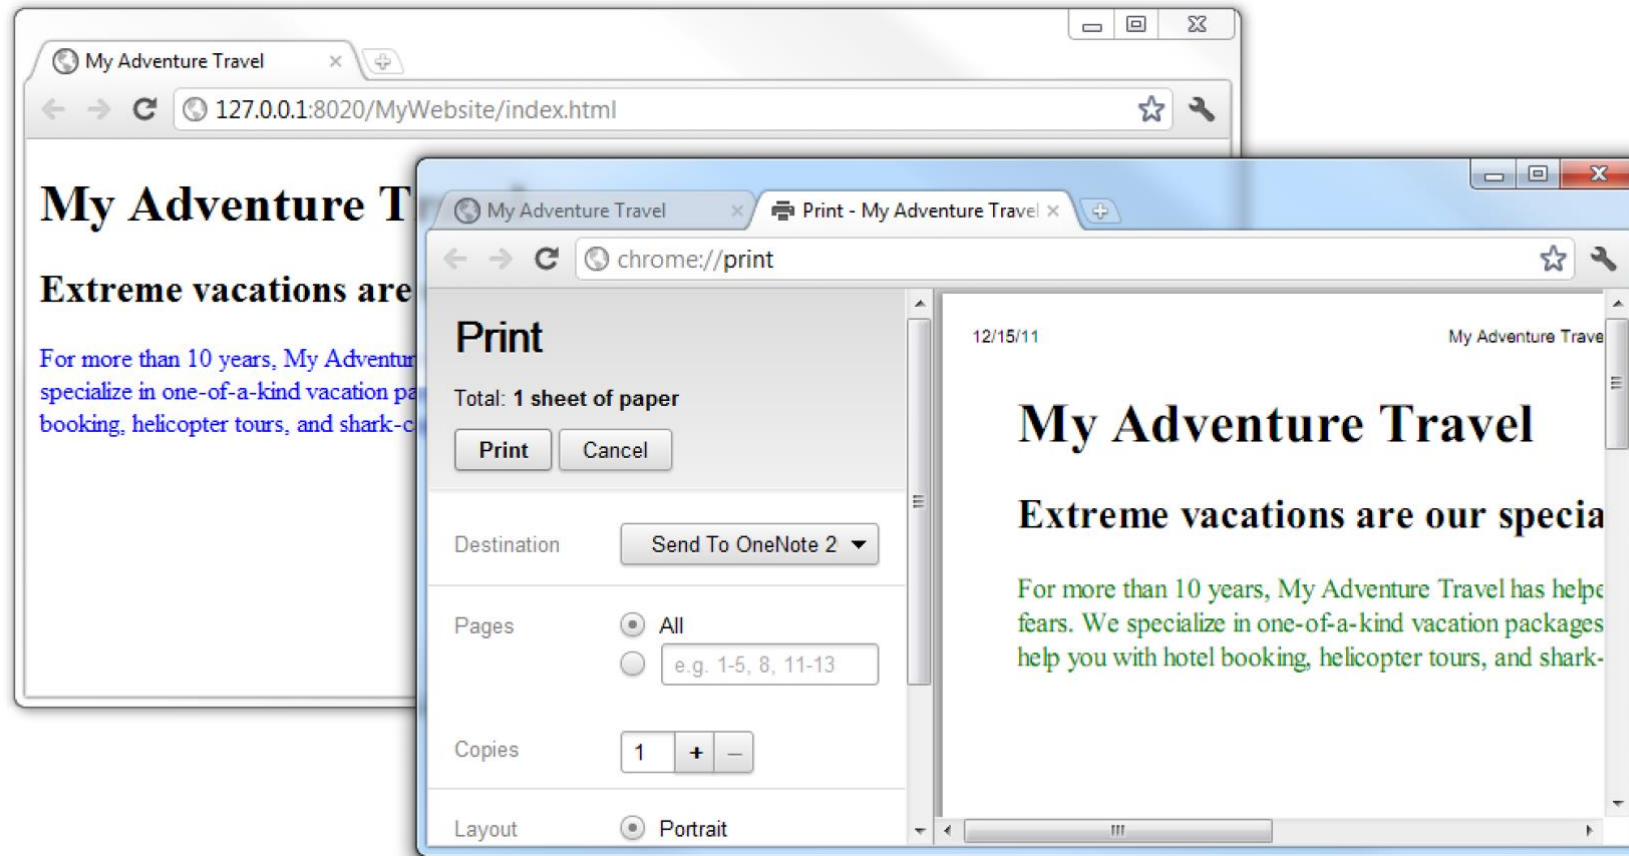 My Adventure Travel
127.0.0.1:8020/MyWebsite/index.html
My Adventure T
Extreme vacations are
For more than 10 years, My Adventur
specialize in one-of-a-kind vacation pa
booking, helicopter tours, and shark-c
My Adventure Travel
Print - My Adventure Travel
chrome://print
Print
Total: 1 sheet of paper
Print Cancel
Destination Send To OneNote 2
Pages All
e.g. 1-5, 8, 11-13
Copies 1
Layout Portrait
12/15/11 My Adventure Trave
My Adventure Travel
Extreme vacations are our specia
For more than 10 years, My Adventure Travel has helpe
fears. We specialize in one-of-a-kind vacation packages
help you with hotel booking, helicopter tours, and shark-